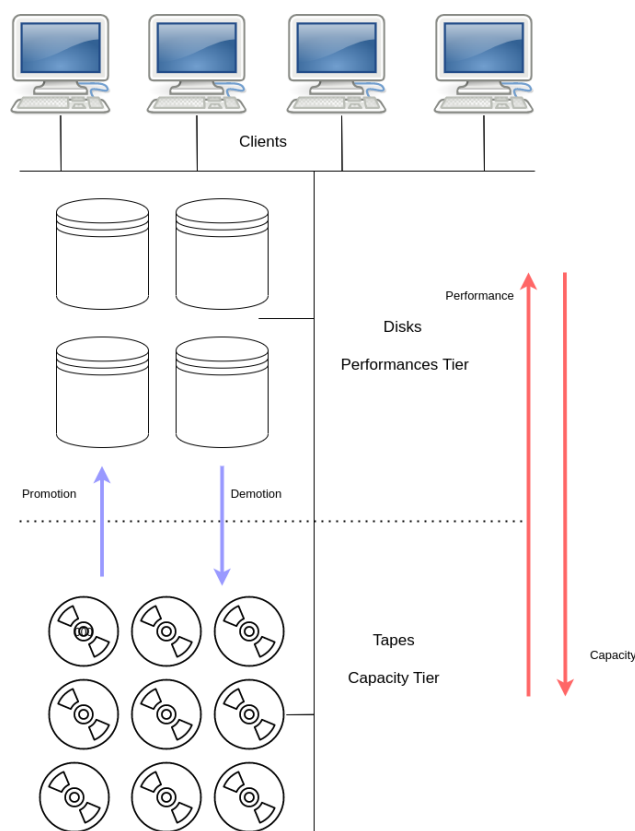 Clients
Performance
Disks
Performances Tier
Promotion
Demotion
Tapes
Capacity
Capacity Tier